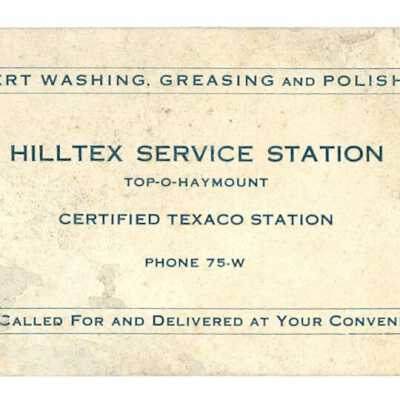 ERT WASHING, GREASING AND POLISH
HILLTEX SERVICE STATION
TOP-O-HAYMOUNT
CERTIFIED TEXACO STATION
PHONE 75-W
CALLED FOR AND DELIVERED AT YOUR CONVENI